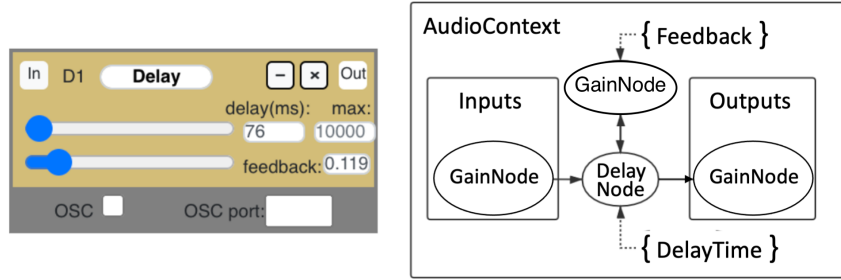 In D1 Delay − × Out
delay(ms): max:
76 10000
feedback: 0.119
OSC OSC port:
AudioContext
{ Feedback }
GainNode
Inputs
Outputs
GainNode
Delay
Node
GainNode
{ DelayTime }